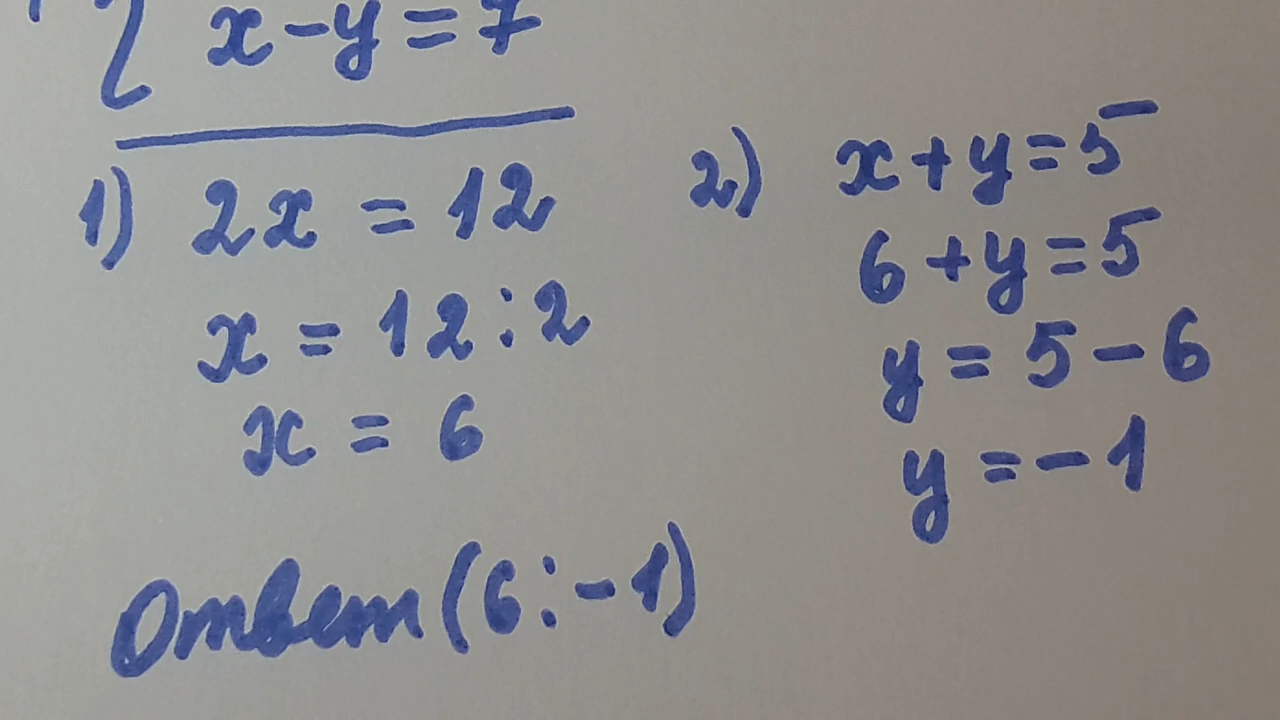 x-y=7
1) 2x = 12
x = 12:2
x = 6
2) x+y=5
6+y=5
y = 5-6
y =-1
Ответ(6:-1)